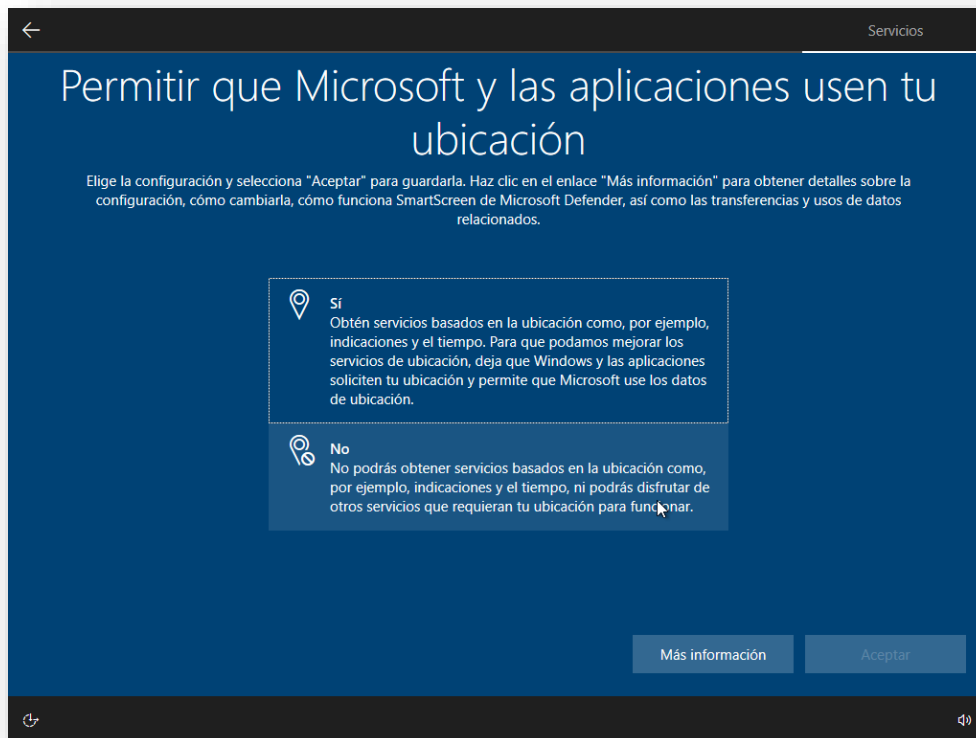 Servicios
Permitir que Microsoft y las aplicaciones usen tu
ubicación
Elige la configuración y selecciona "Aceptar" para guardarla. Haz clic en el enlace "Más información" para obtener detalles sobre la
configuración, cómo cambiarla, cómo funciona SmartScreen de Microsoft Defender, así como las transferencias y usos de datos
relacionados.
Sí
Obtén servicios basados en la ubicación como, por ejemplo,
indicaciones y el tiempo. Para que podamos mejorar los
servicios de ubicación, deja que Windows y las aplicaciones
soliciten tu ubicación y permite que Microsoft use los datos
de ubicación.
No
No podrás obtener servicios basados en la ubicación como,
por ejemplo, indicaciones y el tiempo, ni podrás disfrutar de
otros servicios que requieran tu ubicación para funcionar.
Más información
Aceptar